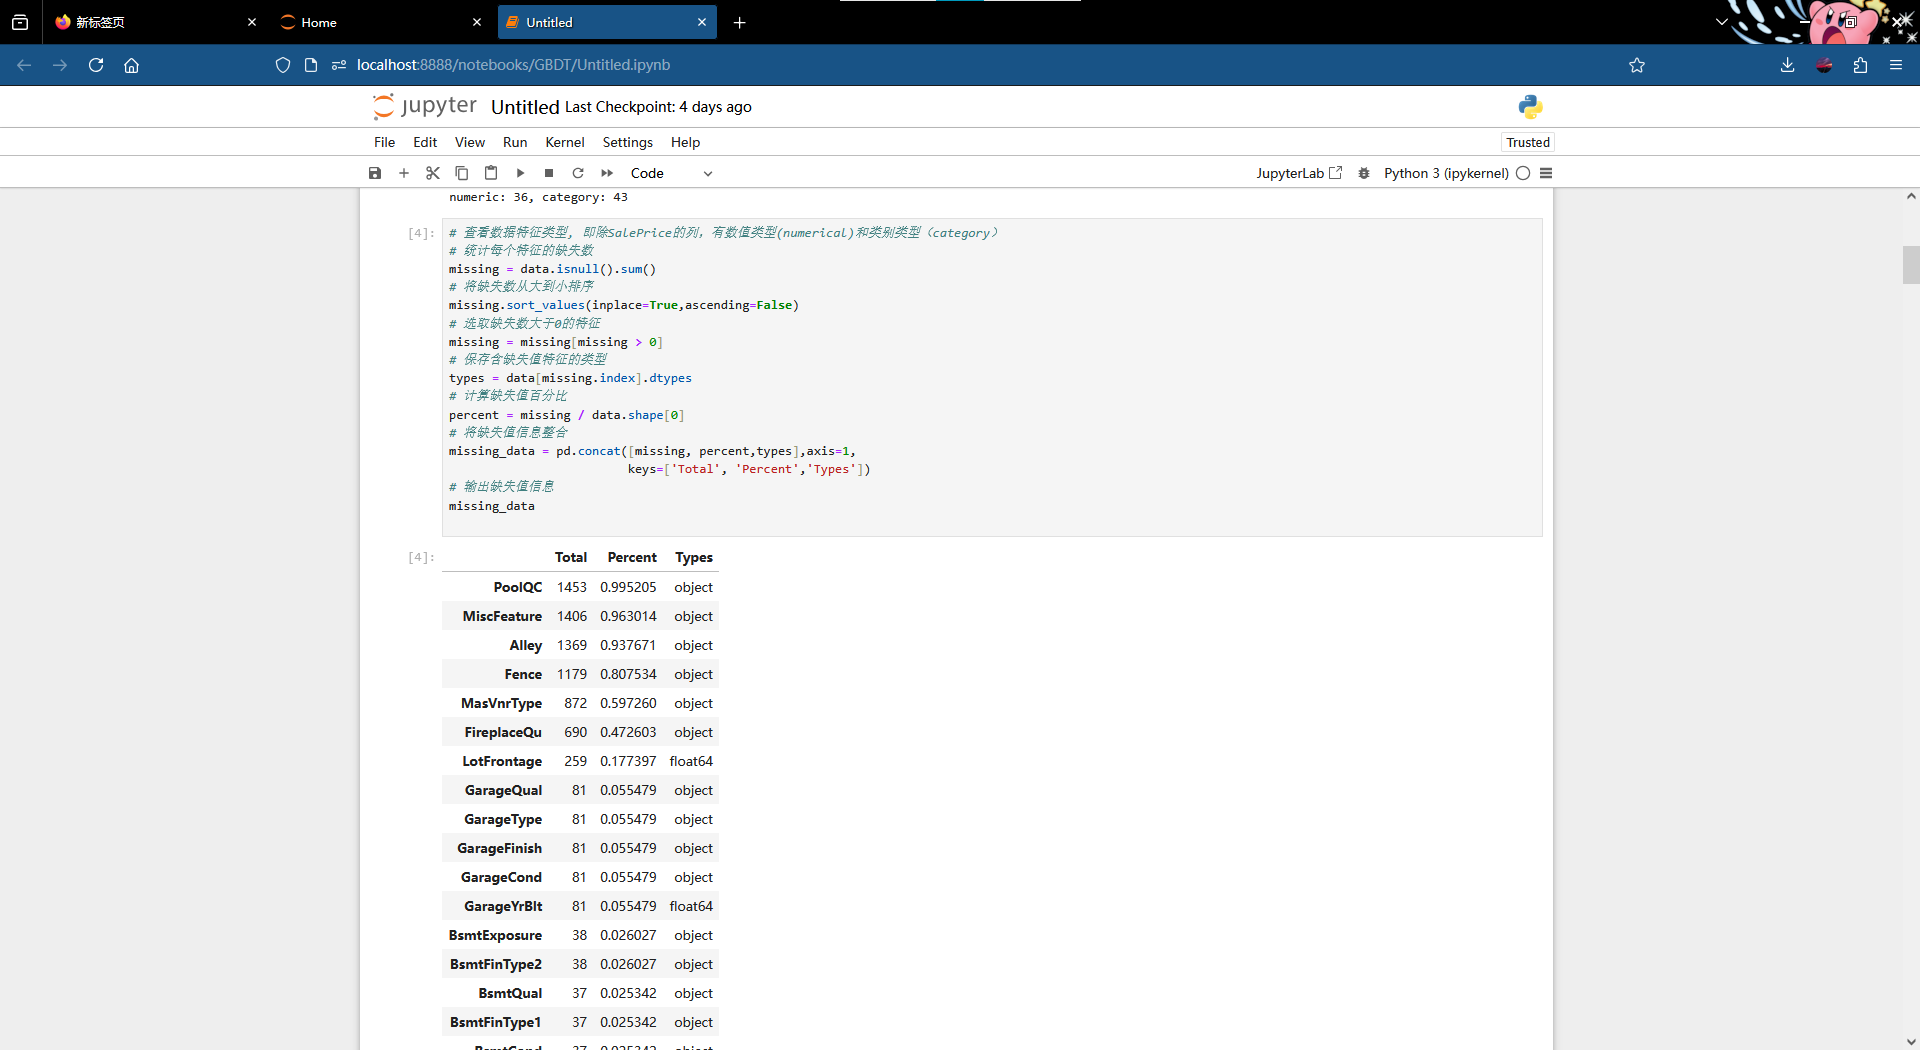 新标签页
Home
Untitled
localhost:8888/notebooks/GBDT/Untitled.ipynb
jupyter Untitled Last Checkpoint: 4 days ago
File Edit View Run Kernel Settings Help
Trusted
Code
JupyterLab
Python 3 (ipykernel)
numeric: 36, category: 43
[4]:
# 查看数据特征类型, 即除SalePrice的列，有数值类型(numerical)和类别类型（category）
# 统计每个特征的缺失数
missing = data.isnull().sum()
# 将缺失数从大到小排序
missing.sort_values(inplace=True,ascending=False)
# 选取缺失数大于0的特征
missing = missing[missing > 0]
# 保存含缺失值特征的类型
types = data[missing.index].dtypes
# 计算缺失值百分比
percent = missing / data.shape[0]
# 将缺失值信息整合
missing_data = pd.concat([missing, percent,types],axis=1,
keys=['Total', 'Percent','Types'])
# 输出缺失值信息
missing_data
[4]:
Total Percent Types
PoolQC 1453 0.995205 object
MiscFeature 1406 0.963014 object
Alley 1369 0.937671 object
Fence 1179 0.807534 object
MasVnrType 872 0.597260 object
FireplaceQu 690 0.472603 object
LotFrontage 259 0.177397 float64
GarageQual 81 0.055479 object
GarageType 81 0.055479 object
GarageFinish 81 0.055479 object
GarageCond 81 0.055479 object
GarageYrBlt 81 0.055479 float64
BsmtExposure 38 0.026027 object
BsmtFinType2 38 0.026027 object
BsmtQual 37 0.025342 object
BsmtFinType1 37 0.025342 object
BsmtCond 37 0.025342 object